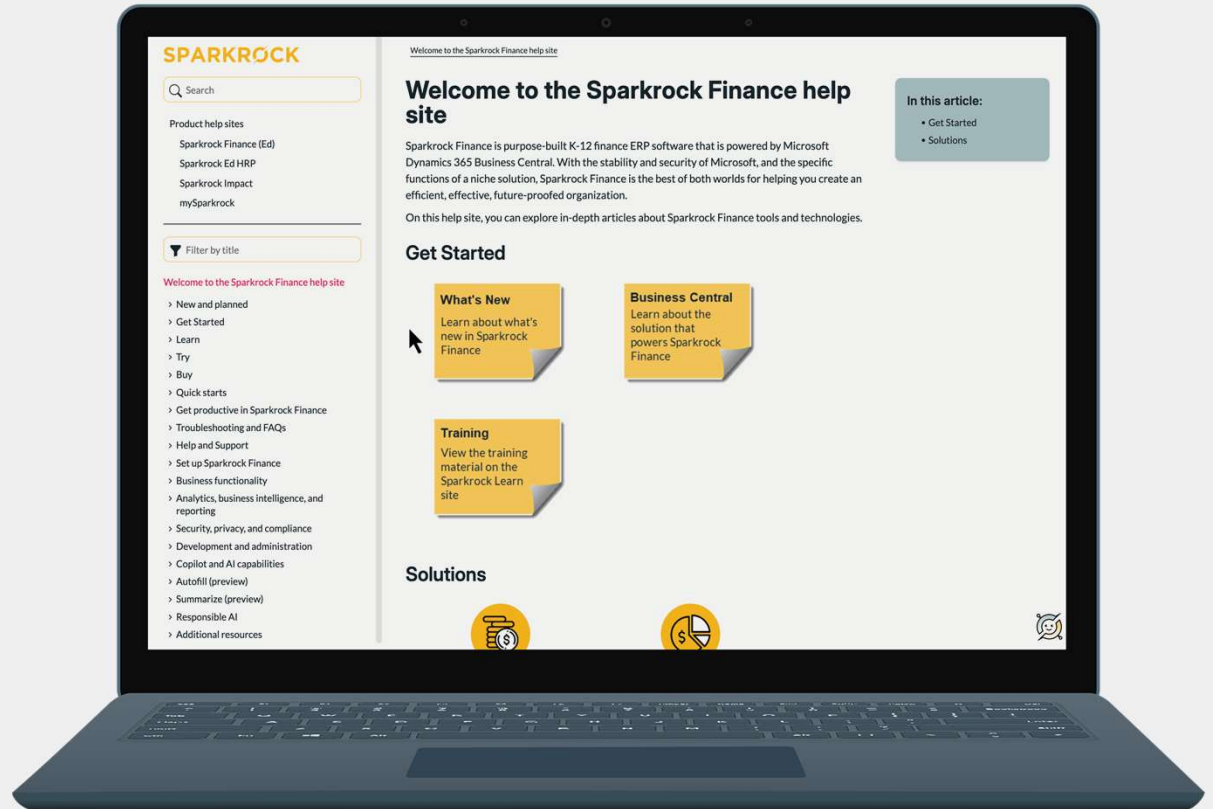 SPARKROCK
Search
Product help sites
Sparkrock Finance (Ed)
Sparkrock Ed HRP
Sparkrock Impact
mySparkrock
Filter by title
Welcome to the Sparkrock Finance help site
> New and planned
> Get Started
> Learn
> Try
> Buy
> Quick starts
> Get productive in Sparkrock Finance
> Troubleshooting and FAQs
> Help and Support
> Set up Sparkrock Finance
> Business functionality
> Analytics, business intelligence, and
reporting
> Security, privacy, and compliance
> Development and administration
> Copilot and AI capabilities
> Autofill (preview)
> Summarize (preview)
> Responsible AI
> Additional resources
Welcome to the Sparkrock Finance help site
Welcome to the Sparkrock Finance help
site
Sparkrock Finance is purpose-built K-12 finance ERP software that is powered by Microsoft
Dynamics 365 Business Central. With the stability and security of Microsoft, and the specific
functions of a niche solution, Sparkrock Finance is the best of both worlds for helping you create an
efficient, effective, future-proofed organization.
On this help site, you can explore in-depth articles about Sparkrock Finance tools and technologies.
Get Started
What's New
Learn about what's
new in Sparkrock
Finance
Business Central
Learn about the
solution that
powers Sparkrock
Finance
Training
View the training
material on the
Sparkrock Learn
site
Solutions
$
$
In this article:
• Get Started
• Solutions